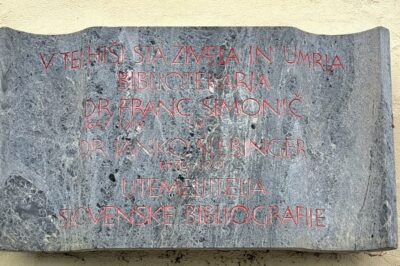 V TEJ HIŠI STA ŽIVELA IN UMRLA
BIBLIOTEKARJA
DR. FRANC SIMONIČ
DR. JANKO ŠLEBINGER
UTEMELJITELJA
SLOVENSKE BIBLIOGRAFIJE